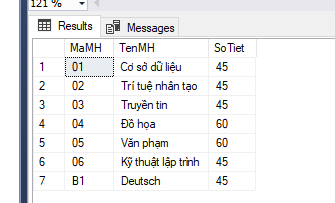 121 %
Results Messages
MaMH TenMH SoTiet
1 01 Cơ sở dữ liệu 45
2 02 Trí tuệ nhân tạo 45
3 03 Truyền tin 45
4 04 Đồ họa 60
5 05 Văn phạm 60
6 06 Kỹ thuật lập trình 45
7 B1 Deutsch 45